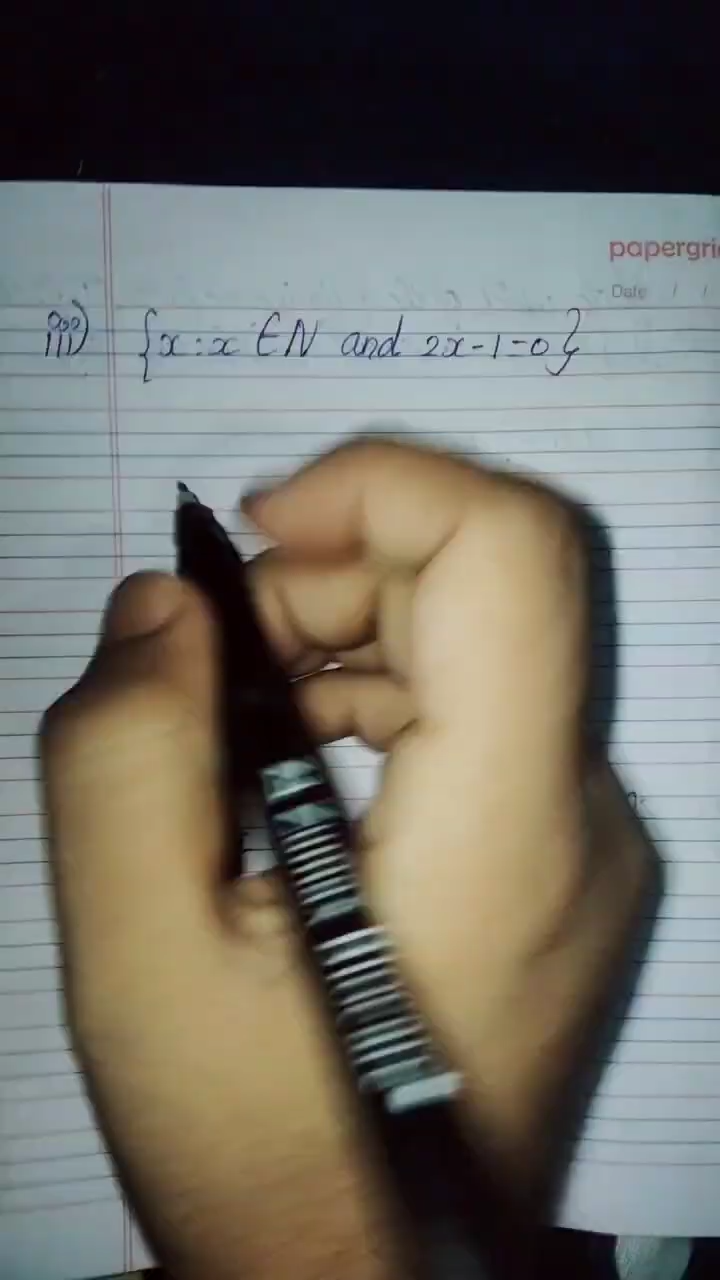 papergri
Date / /
iii) {x : x ∈ N and 2x - 1 = 0}